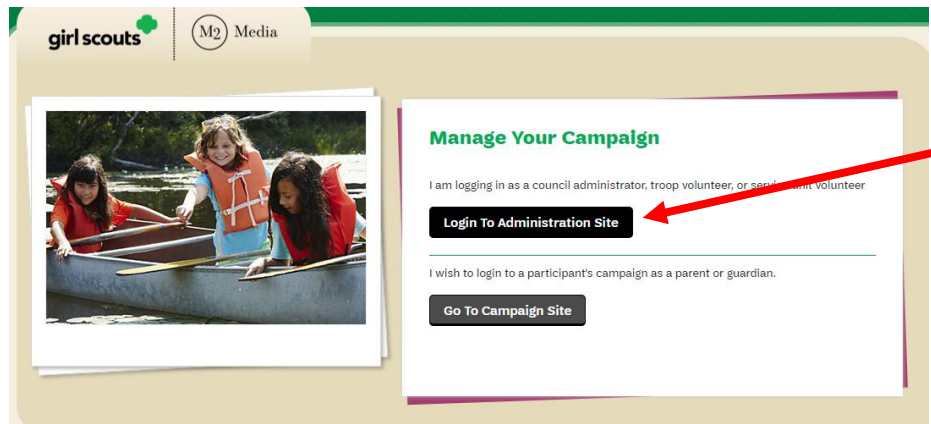 girl scouts
M2 Media
Manage Your Campaign
I am logging in as a council administrator, troop volunteer, or service unit volunteer
Login To Administration Site
I wish to login to a participant's campaign as a parent or guardian.
Go To Campaign Site